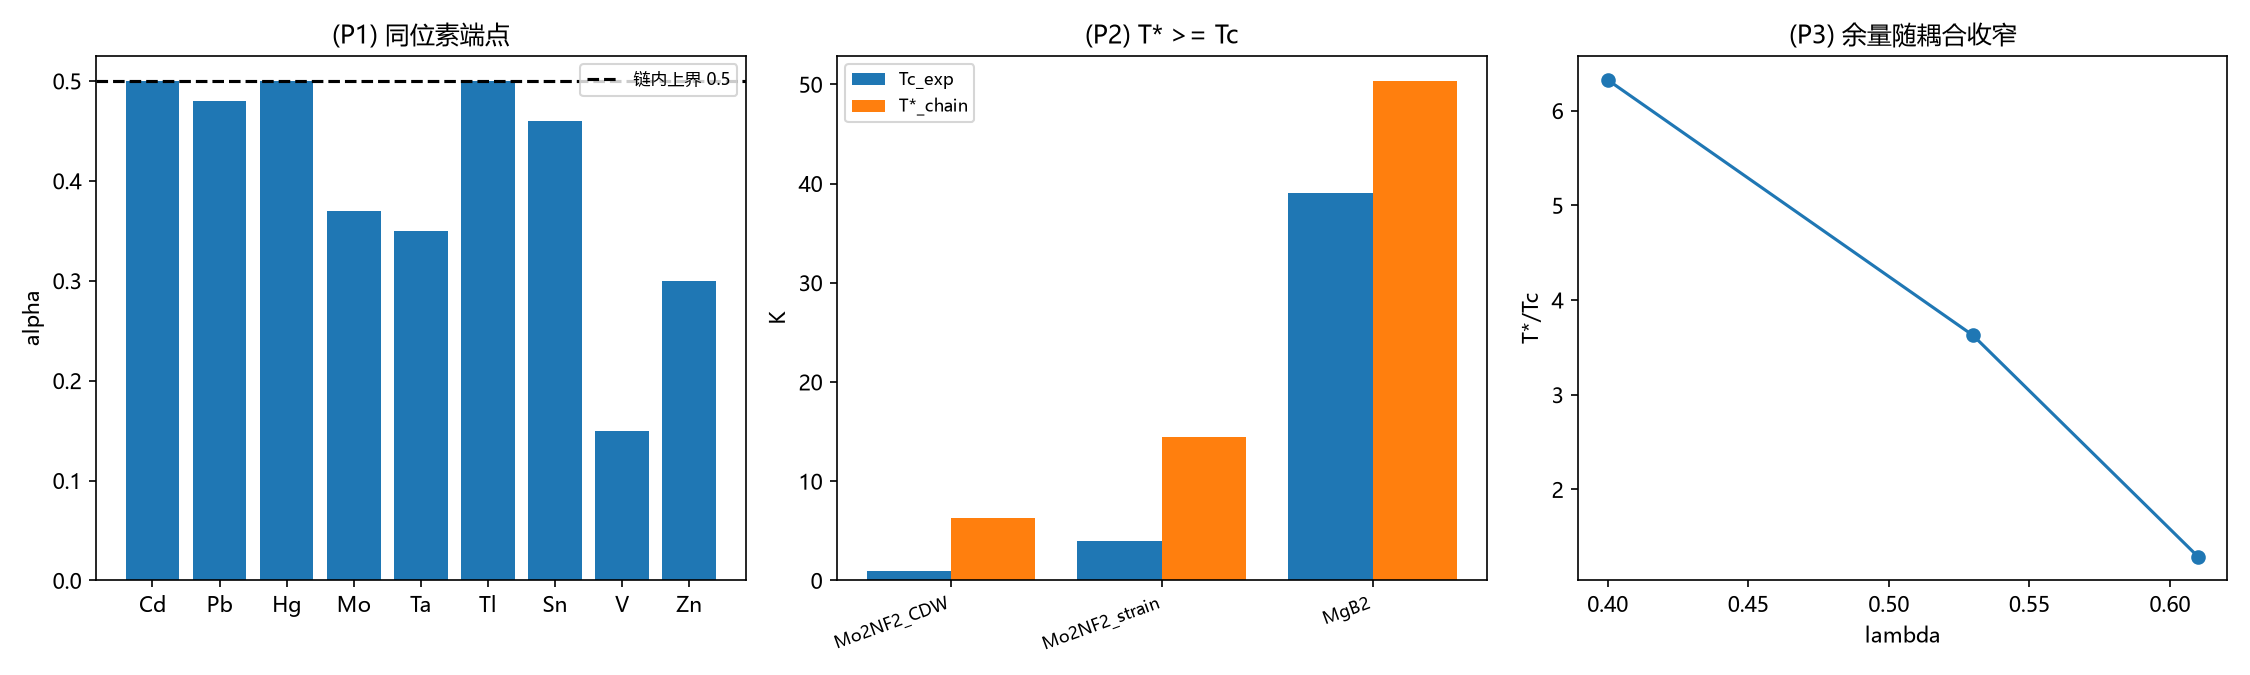 (P1) 同位素端点
链内上界 0.5
alpha
0.5
0.4
0.3
0.2
0.1
0.0
Cd Pb Hg Mo Ta Tl Sn V Zn
(P2) T* >= Tc
Tc_exp
T*_chain
K
50
40
30
20
10
0
Mo2NF2_CDW
Mo2NF2_strain
MgB2
(P3) 余量随耦合收窄
T*/Tc
6
5
4
3
2
0.40 0.45 0.50 0.55 0.60
lambda